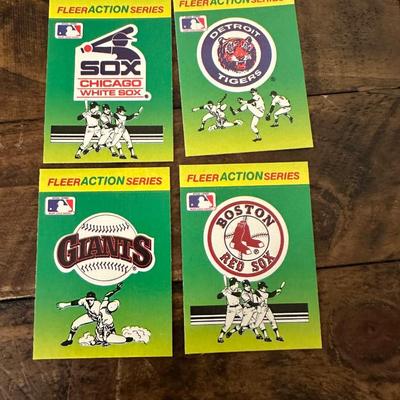 FLEER ACTION SERIES
SOX
CHICAGO
WHITE SOX
FLEER ACTION SERIES
DETROIT
TIGERS
FLEER ACTION SERIES
GIANTS
FLEER ACTION SERIES
BOSTON
RED SOX